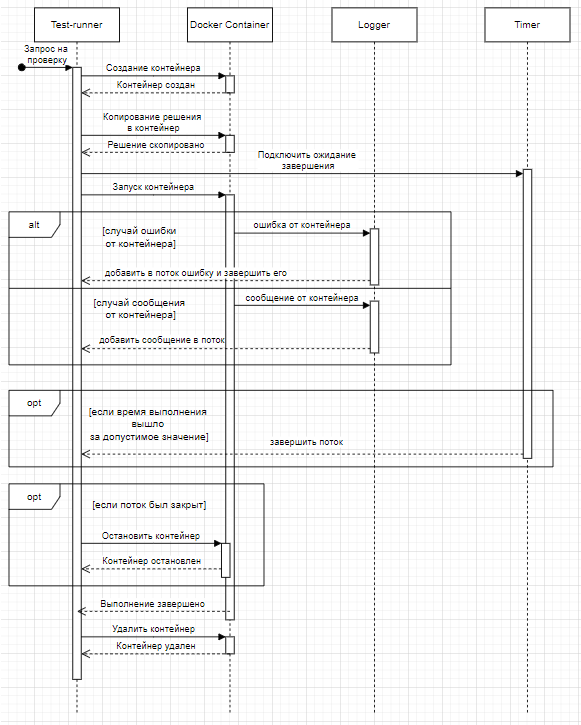 Test-runner
Docker Container
Logger
Timer
Запрос на
проверку
Создание контейнера
Контейнер создан
Копирование решения
в контейнер
Решение скопировано
Подключить ожидание
завершения
Запуск контейнера
alt
[случай ошибки
от контейнера]
ошибка от контейнера
добавить в поток ошибку и завершить его
[случай сообщения
от контейнера]
сообщение от контейнера
добавить сообщение в поток
opt
[если время выполнения
вышло
за допустимое значение]
завершить поток
opt
[если поток был закрыт]
Остановить контейнер
Контейнер остановлен
Выполнение завершено
Удалить контейнер
Контейнер удален